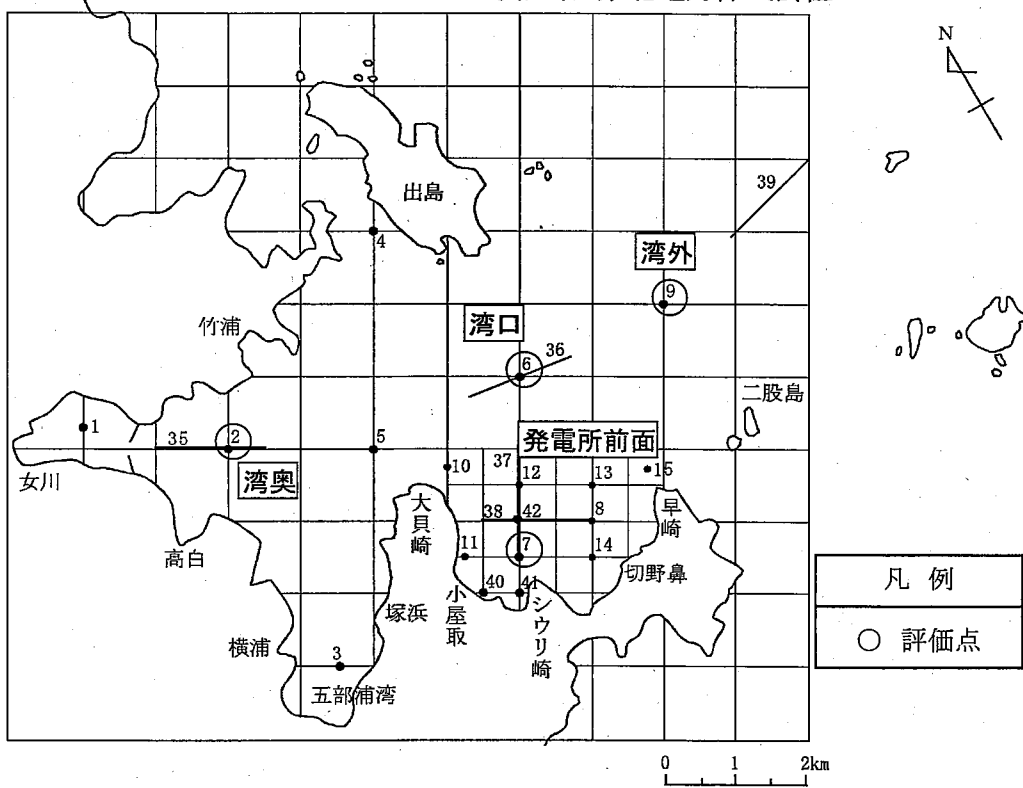 N
出島
39
4
湾外
9
竹浦
湾口
36
6
二股島
発電所前面
1
35
2
5
37
10
12
13
15
女川
湾奥
大貝崎
38
42
8
早崎
高白
11
7
14
切野鼻
凡例
40
41
小屋取
シウリ崎
塚浜
○ 評価点
横浦
3
五部浦湾
0 1 2km